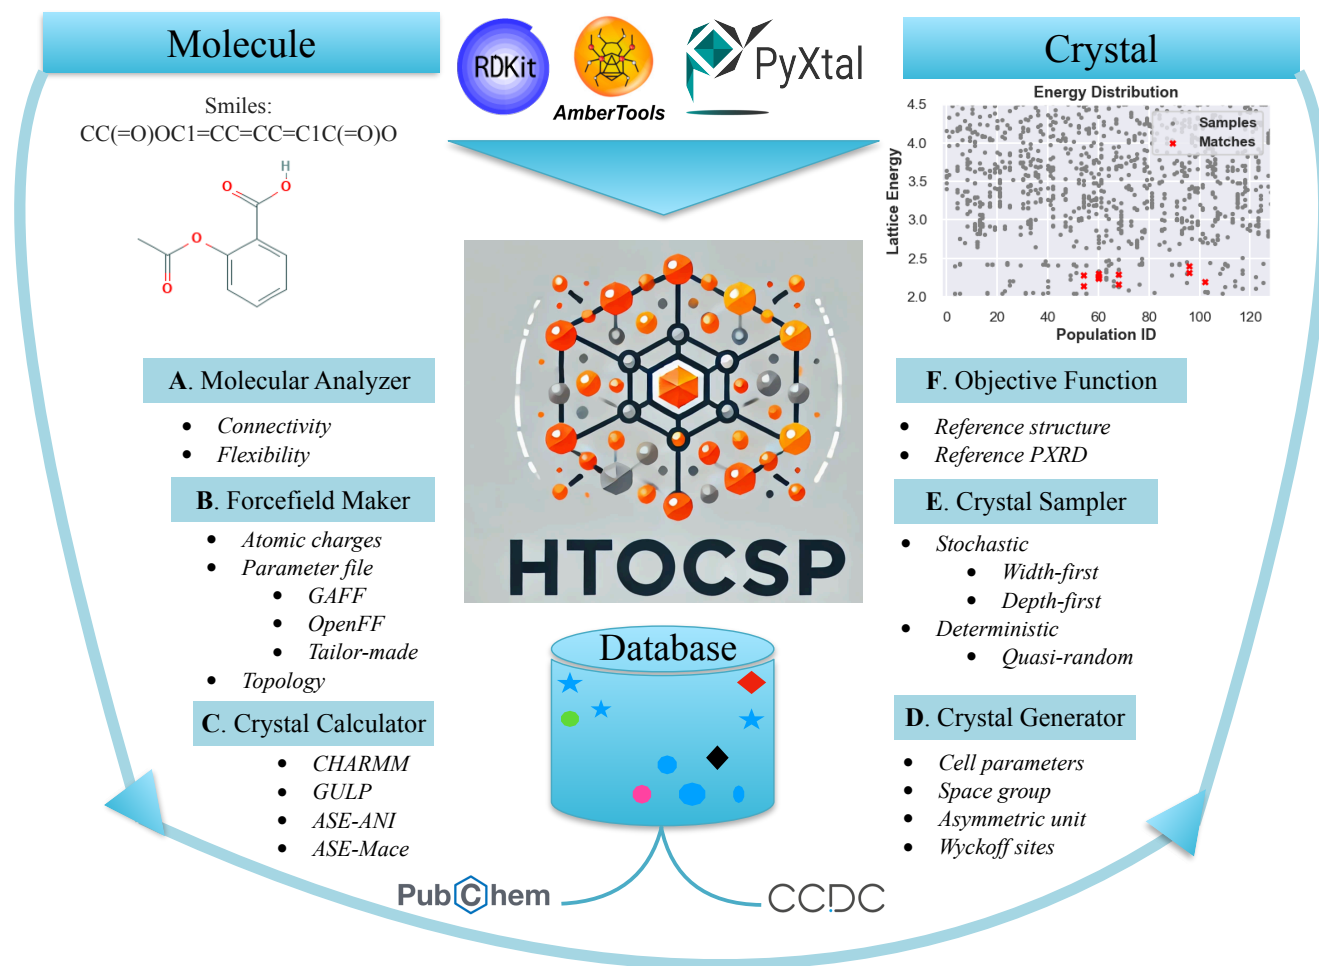 Molecule
Smiles:
CC(=O)OC1=CC=CC=C1C(=O)O
H
O
O
O
O
A. Molecular Analyzer
• Connectivity
• Flexibility
B. Forcefield Maker
• Atomic charges
• Parameter file
• GAFF
• OpenFF
• Tailor-made
• Topology
C. Crystal Calculator
• CHARMM
• GULP
• ASE-ANI
• ASE-Mace
RDKit
AmberTools
PyXtal
HTOCSP
Database
PubChem
CCDC
Crystal
Energy Distribution
Samples
Matches
Lattice Energy
4.5
4.0
3.5
3.0
2.5
2.0
0 20 40 60 80 100 120
Population ID
F. Objective Function
• Reference structure
• Reference PXRD
E. Crystal Sampler
• Stochastic
• Width-first
• Depth-first
• Deterministic
• Quasi-random
D. Crystal Generator
• Cell parameters
• Space group
• Asymmetric unit
• Wyckoff sites